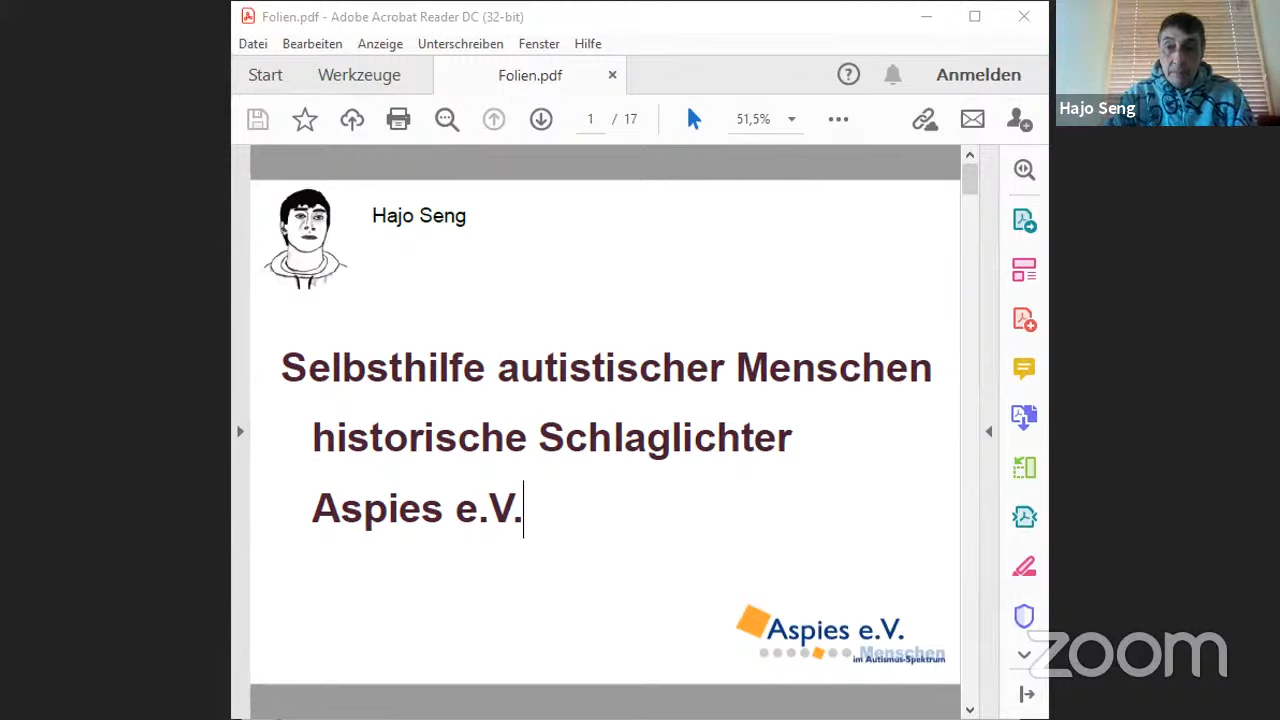 Folien.pdf - Adobe Acrobat Reader DC (32-bit)
Datei Bearbeiten Anzeige Unterschreiben Fenster Hilfe
Start Werkzeuge Folien.pdf Anmelden
1 / 17 51,5%
Hajo Seng
Hajo Seng
Selbsthilfe autistischer Menschen
historische Schlaglichter
Aspies e.V.
Aspies e.V.
Menschen
im Autismus-Spektrum
zoom